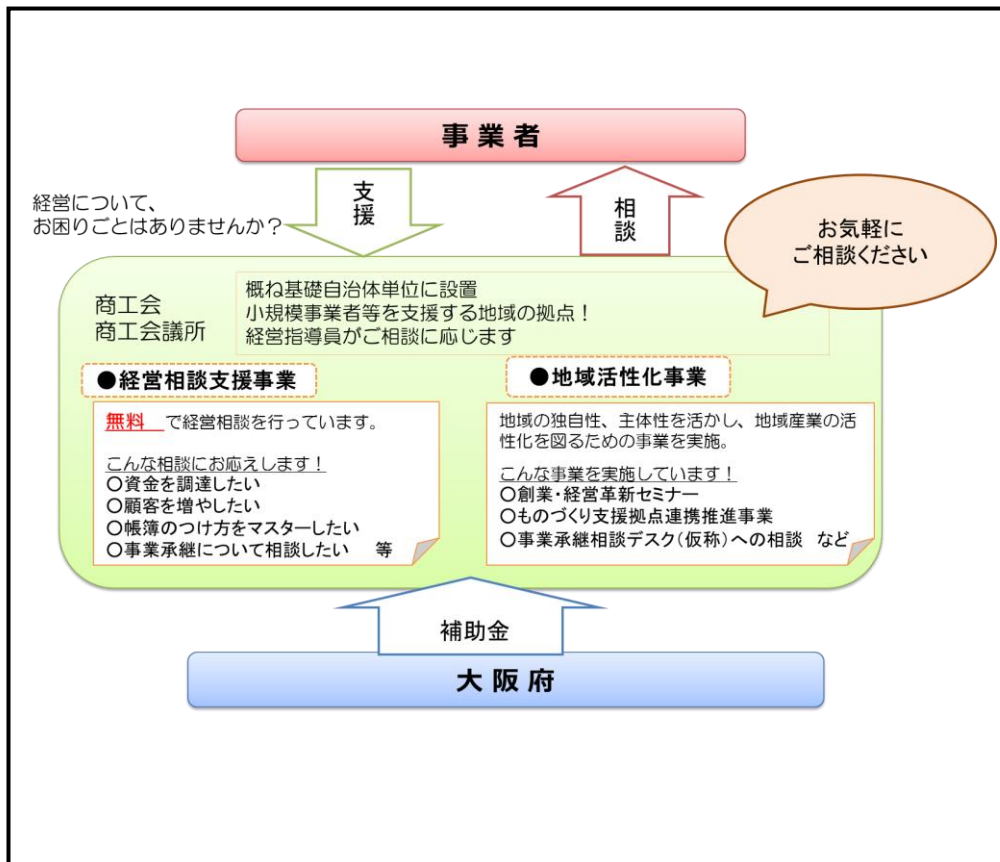 事業者
支援
相談
経営について、
お困りごとはありませんか？
お気軽に
ご相談ください
商工会
商工会議所
概ね基礎自治体単位に設置
小規模事業者等を支援する地域の拠点！
経営指導員がご相談に応じます
●経営相談支援事業
無料 で経営相談を行っています。
こんな相談にお応えします！
○資金を調達したい
○顧客を増やしたい
○帳簿のつけ方をマスターしたい
○事業承継について相談したい 等
●地域活性化事業
地域の独自性、主体性を活かし、地域産業の活
性化を図るための事業を実施。
こんな事業を実施しています！
○創業・経営革新セミナー
○ものづくり支援拠点連携推進事業
○事業承継相談デスク（仮称）への相談 など
補助金
大阪府